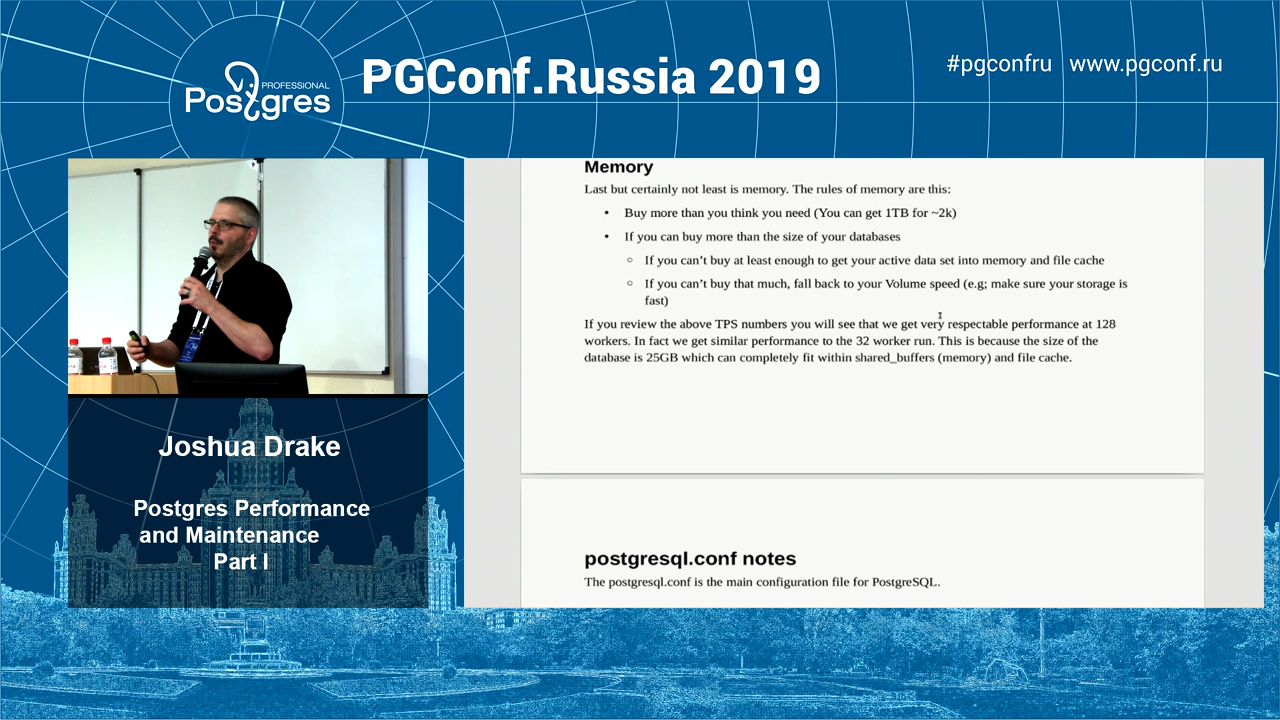 PROFESSIONAL
Postgres
PGConf.Russia 2019
#pgconfru www.pgconf.ru
Joshua Drake
Postgres Performance
and Maintenance
Part I
Memory
Last but certainly not least is memory. The rules of memory are this:
• Buy more than you think you need (You can get 1TB for ~2k)
• If you can buy more than the size of your databases
◦ If you can't buy at least enough to get your active data set into memory and file cache
◦ If you can't buy that much, fall back to your Volume speed (e.g; make sure your storage is
fast)
If you review the above TPS numbers you will see that we get very respectable performance at 128
workers. In fact we get similar performance to the 32 worker run. This is because the size of the
database is 25GB which can completely fit within shared_buffers (memory) and file cache.
postgresql.conf notes
The postgresql.conf is the main configuration file for PostgreSQL.